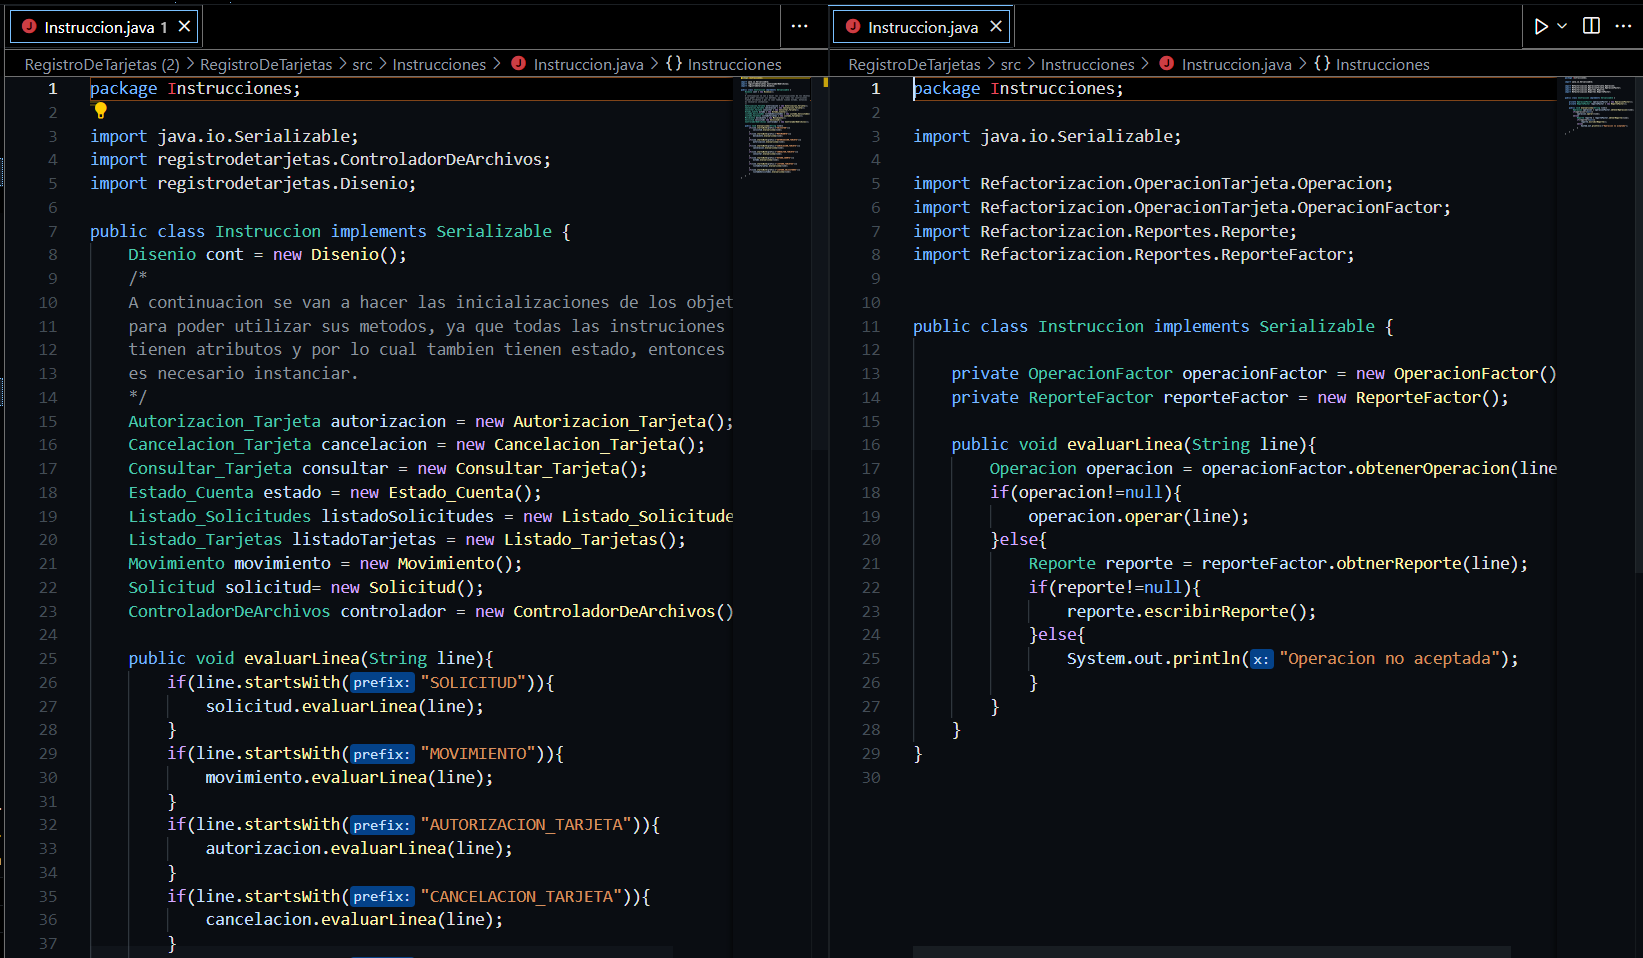 Instruccion.java 1
RegistroDeTarjetas (2) > RegistroDeTarjetas > src > Instrucciones > Instruccion.java > {} Instrucciones
1 package Instrucciones;
2
3 import java.io.Serializable;
4 import registrodetarjetas.ControladorDeArchivos;
5 import registrodetarjetas.Disenio;
6
7 public class Instruccion implements Serializable {
8 Disenio cont = new Disenio();
9 /*
10 A continuacion se van a hacer las inicializaciones de los objet
11 para poder utilizar sus metodos, ya que todas las instruciones
12 tienen atributos y por lo cual tambien tienen estado, entonces
13 es necesario instanciar.
14 */
15 Autorizacion_Tarjeta autorizacion = new Autorizacion_Tarjeta();
16 Cancelacion_Tarjeta cancelacion = new Cancelacion_Tarjeta();
17 Consultar_Tarjeta consultar = new Consultar_Tarjeta();
18 Estado_Cuenta estado = new Estado_Cuenta();
19 Listado_Solicitudes listadoSolicitudes = new Listado_Solicitude
20 Listado_Tarjetas listadoTarjetas = new Listado_Tarjetas();
21 Movimiento movimiento = new Movimiento();
22 Solicitud solicitud= new Solicitud();
23 ControladorDeArchivos controlador = new ControladorDeArchivos()
24
25 public void evaluarLinea(String line){
26 if(line.startsWith(prefix: "SOLICITUD")){
27 solicitud.evaluarLinea(line);
28 }
29 if(line.startsWith(prefix: "MOVIMIENTO")){
30 movimiento.evaluarLinea(line);
31 }
32 if(line.startsWith(prefix: "AUTORIZACION_TARJETA")){
33 autorizacion.evaluarLinea(line);
34 }
35 if(line.startsWith(prefix: "CANCELACION_TARJETA")){
36 cancelacion.evaluarLinea(line);
37 }
Instruccion.java
RegistroDeTarjetas > src > Instrucciones > Instruccion.java > {} Instrucciones
1 package Instrucciones;
2
3 import java.io.Serializable;
4
5 import Refactorizacion.OperacionTarjeta.Operacion;
6 import Refactorizacion.OperacionTarjeta.OperacionFactor;
7 import Refactorizacion.Reportes.Reporte;
8 import Refactorizacion.Reportes.ReporteFactor;
9
10
11 public class Instruccion implements Serializable {
12
13 private OperacionFactor operacionFactor = new OperacionFactor()
14 private ReporteFactor reporteFactor = new ReporteFactor();
15
16 public void evaluarLinea(String line){
17 Operacion operacion = operacionFactor.obtenerOperacion(line
18 if(operacion!=null){
19 operacion.operar(line);
20 }else{
21 Reporte reporte = reporteFactor.obtnerReporte(line);
22 if(reporte!=null){
23 reporte.escribirReporte();
24 }else{
25 System.out.println(x: "Operacion no aceptada");
26 }
27 }
28 }
29 }
30